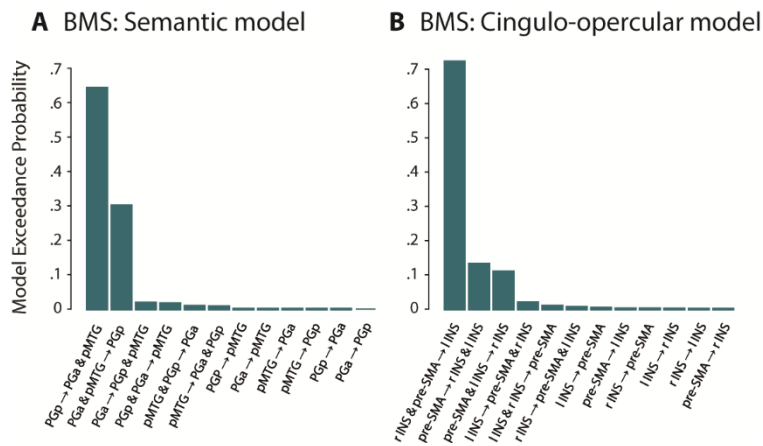 A BMS: Semantic model
Model Exceedance Probability
.7
.6
.5
.4
.3
.2
.1
0
PGp → PGa & pMTG
PGa & pMTG → PGp
PGa → PGp & pMTG
PGp & PGa → pMTG
pMTG & PGp → PGa
pMTG → PGa & PGp
PGP → pMTG
PGa → pMTG
pMTG → PGa
pMTG → PGp
PGp → PGa
PGa → PGp
B BMS: Cingulo-opercular model
.7
.6
.5
.4
.3
.2
.1
0
r INS & pre-SMA → l INS
pre-SMA → r INS & l INS
pre-SMA & l INS → r INS
l INS → pre-SMA & r INS
l INS & r INS → pre-SMA
r INS → pre-SMA & l INS
l INS → pre-SMA
pre-SMA → l INS
r INS → pre-SMA
l INS → r INS
r INS → l INS
pre-SMA → r INS